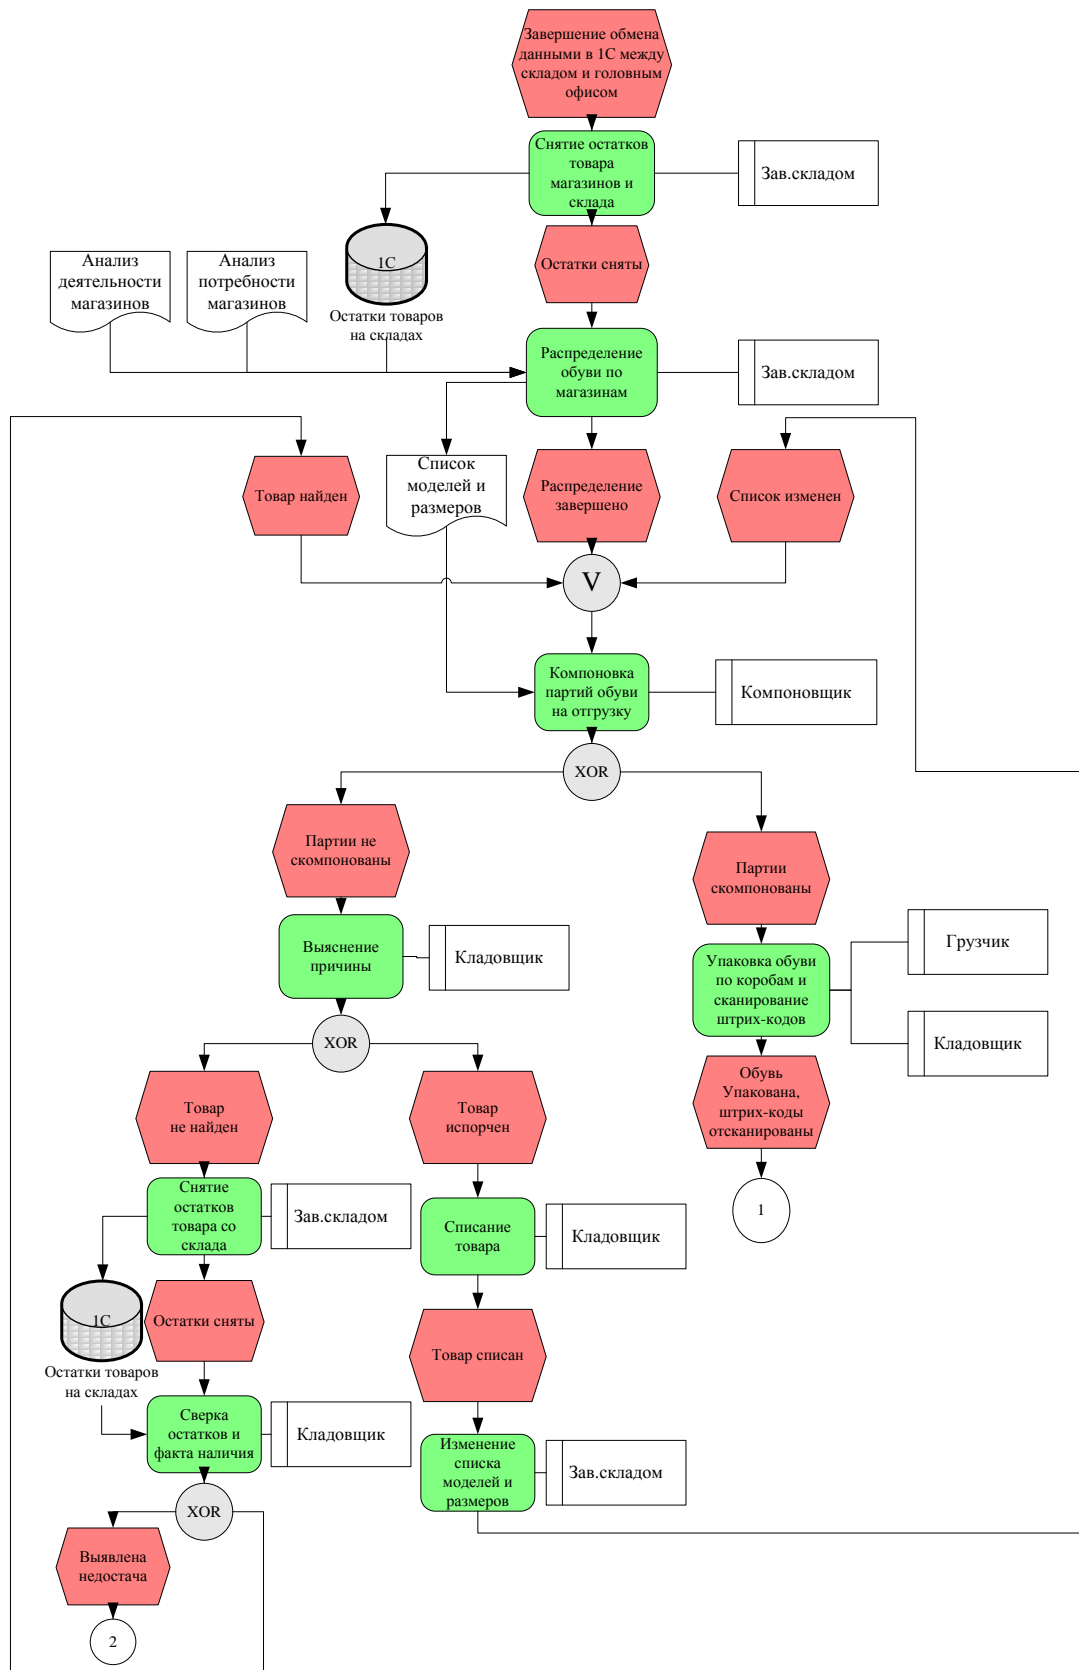 Завершение обмена
данными в 1С между
складом и головным
офисом
Снятие остатков
товара
магазинов и
склада
Зав.складом
Остатки сняты
1С
Остатки товаров
на складах
Анализ
деятельности
магазинов
Анализ
потребности
магазинов
Распределение
обуви по
магазинам
Зав.складом
Товар найден
Список
моделей и
размеров
Распределение
завершено
Список изменен
V
Компоновка
партий обуви
на отгрузку
Компоновщик
XOR
Партии не
скомпонованы
Партии
скомпонованы
Выяснение
причины
Кладовщик
Упаковка обуви
по коробам и
сканирование
штрих-кодов
Грузчик
Кладовщик
XOR
Товар
не найден
Товар
испорчен
Обувь
Упакована,
штрих-коды
отсканированы
1
Снятие
остатков
товара со
склада
Зав.складом
Списание
товара
Кладовщик
1С
Остатки товаров
на складах
Остатки сняты
Товар списан
Сверка
остатков и
факта наличия
Кладовщик
Изменение
списка
моделей и
размеров
Зав.складом
XOR
Выявлена
недостача
2